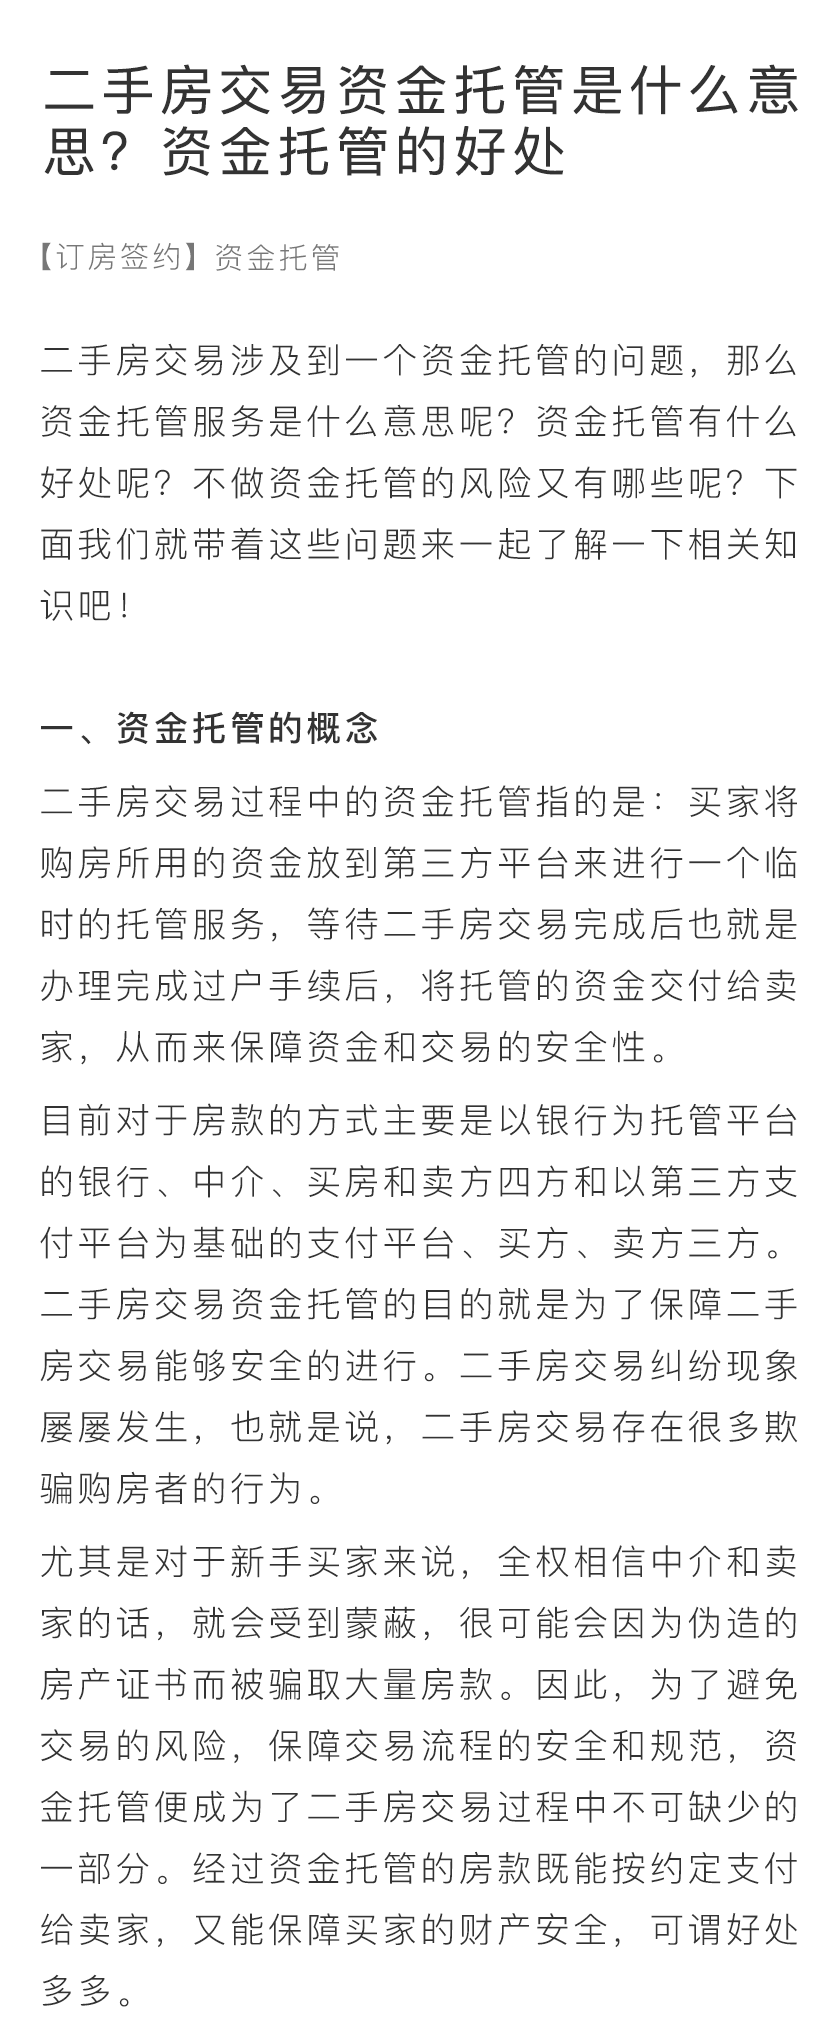 二手房交易资金托管是什么意
思？资金托管的好处
【订房签约】资金托管
二手房交易涉及到一个资金托管的问题，那么
资金托管服务是什么意思呢？资金托管有什么
好处呢？不做资金托管的风险又有哪些呢？下
面我们就带着这些问题来一起了解一下相关知
识吧！
一、资金托管的概念
二手房交易过程中的资金托管指的是：买家将
购房所用的资金放到第三方平台来进行一个临
时的托管服务，等待二手房交易完成后也就是
办理完成过户手续后，将托管的资金交付给卖
家，从而来保障资金和交易的安全性。
目前对于房款的方式主要是以银行为托管平台
的银行、中介、买房和卖方四方和以第三方支
付平台为基础的支付平台、买方、卖方三方。
二手房交易资金托管的目的就是为了保障二手
房交易能够安全的进行。二手房交易纠纷现象
屡屡发生，也就是说，二手房交易存在很多欺
骗购房者的行为。
尤其是对于新手买家来说，全权相信中介和卖
家的话，就会受到蒙蔽，很可能会因为伪造的
房产证书而被骗取大量房款。因此，为了避免
交易的风险，保障交易流程的安全和规范，资
金托管便成为了二手房交易过程中不可缺少的
一部分。经过资金托管的房款既能按约定支付
给卖家，又能保障买家的财产安全，可谓好处
多多。